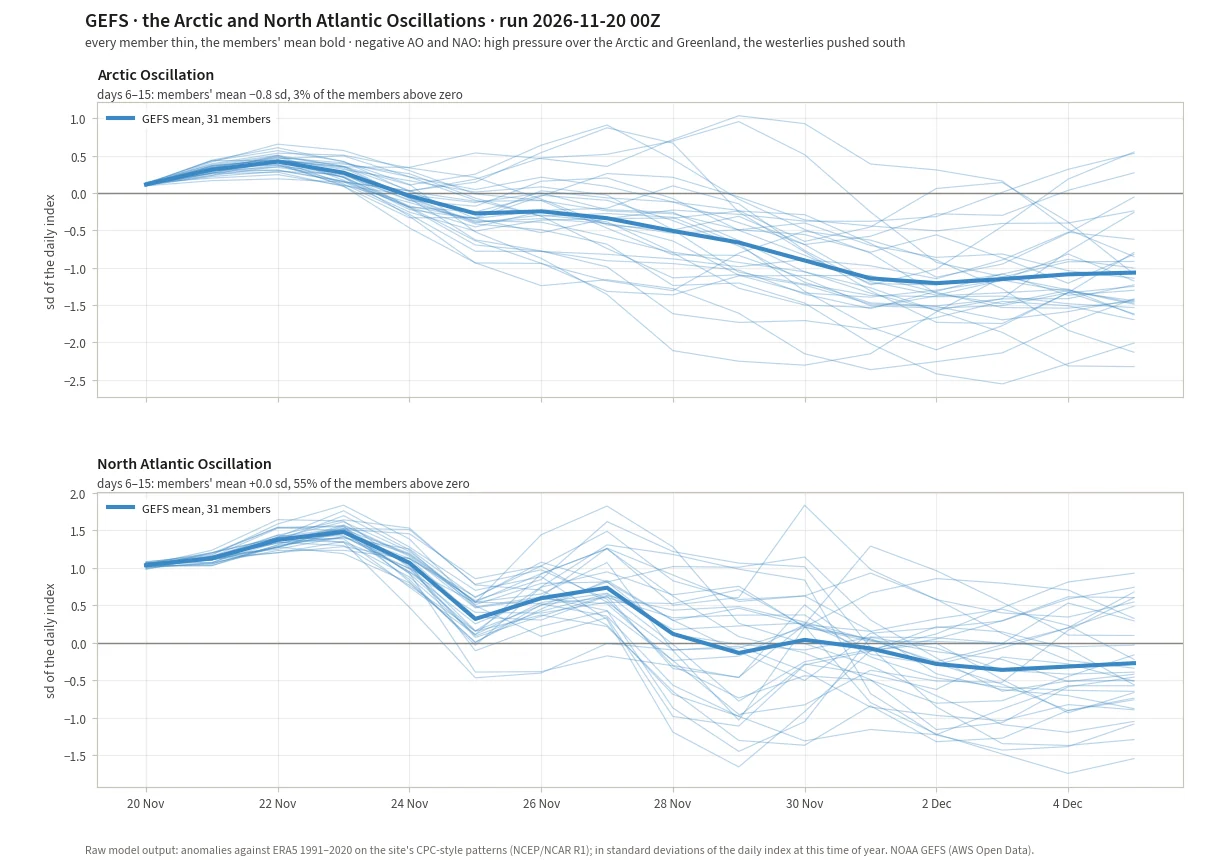 GEFS · the Arctic and North Atlantic Oscillations · run 2026-11-20 00Z
every member thin, the members' mean bold · negative AO and NAO: high pressure over the Arctic and Greenland, the westerlies pushed south
Arctic Oscillation
days 6–15: members' mean −0.8 sd, 3% of the members above zero
GEFS mean, 31 members
1.0
0.5
0.0
−0.5
−1.0
−1.5
−2.0
−2.5
sd of the daily index
North Atlantic Oscillation
days 6–15: members' mean +0.0 sd, 55% of the members above zero
GEFS mean, 31 members
2.0
1.5
1.0
0.5
0.0
−0.5
−1.0
−1.5
sd of the daily index
20 Nov 22 Nov 24 Nov 26 Nov 28 Nov 30 Nov 2 Dec 4 Dec
Raw model output: anomalies against ERA5 1991–2020 on the site's CPC-style patterns (NCEP/NCAR R1); in standard deviations of the daily index at this time of year. NOAA GEFS (AWS Open Data).